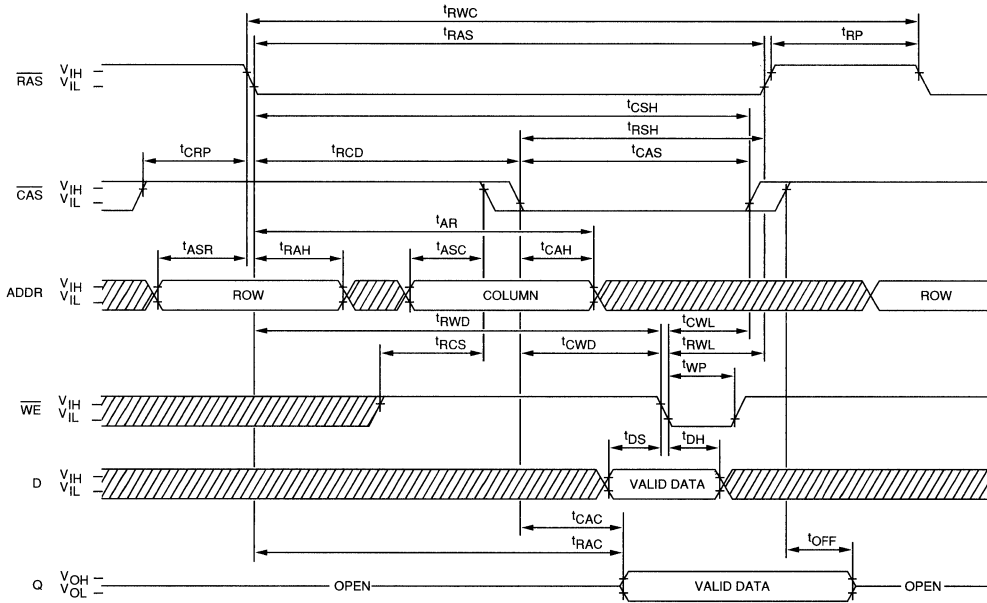 tRWC
tRAS
tRP
RAS
VIH
VIL
tCSH
tRSH
tCRP
tRCD
tCAS
CAS
VIH
VIL
tAR
tASR
tRAH
tASC
tCAH
ADDR
VIH
VIL
ROW
COLUMN
ROW
tRWD
tCWL
tRCS
tCWD
tRWL
tWP
WE
VIH
VIL
tDS
tDH
D
VIH
VIL
VALID DATA
tCAC
tRAC
tOFF
Q
VOH
VOL
OPEN
VALID DATA
OPEN